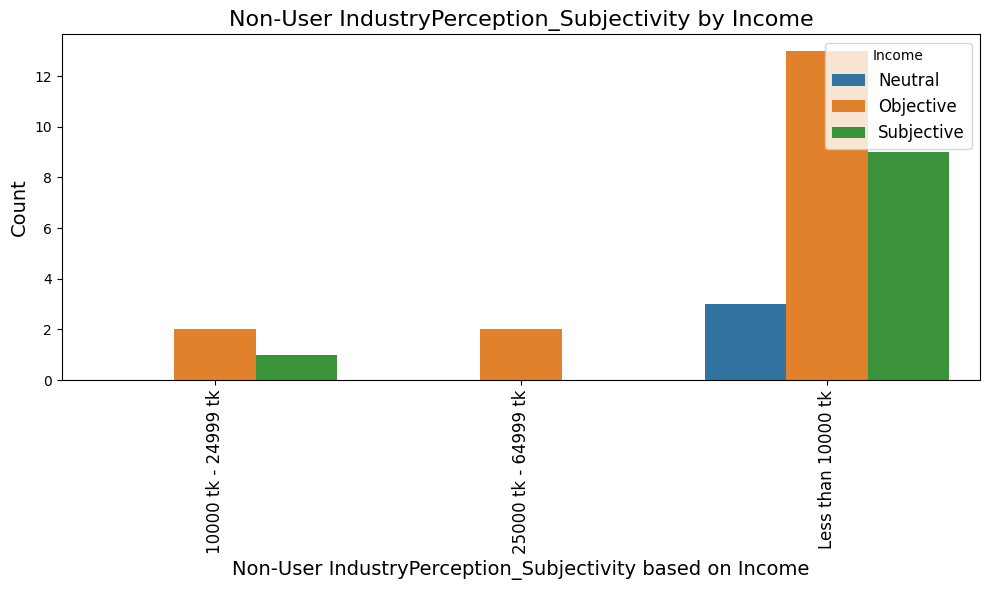 Non-User IndustryPerception_Subjectivity by Income
Income
Neutral
Objective
Subjective
Count
12
10
8
6
4
2
0
10000 tk - 24999 tk
25000 tk - 64999 tk
Less than 10000 tk
Non-User IndustryPerception_Subjectivity based on Income